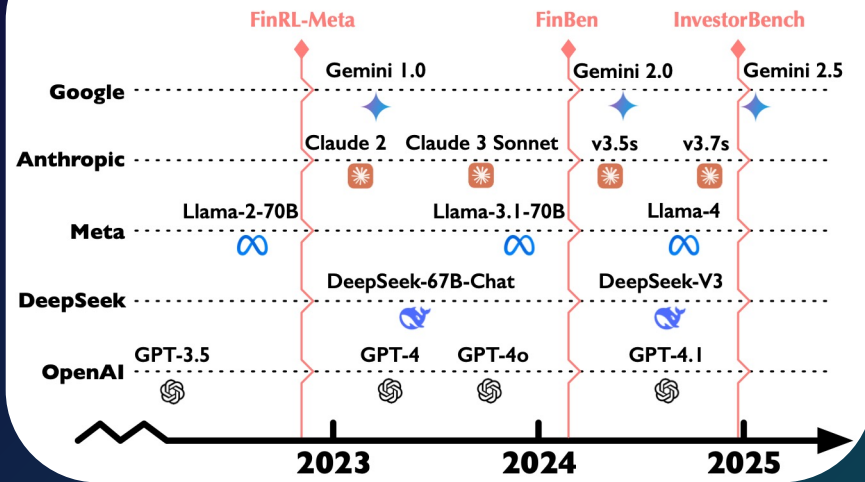 FinRL-Meta FinBen InvestorBench
Gemini 1.0 Gemini 2.0 Gemini 2.5
Google
Claude 2 Claude 3 Sonnet v3.5s v3.7s
Anthropic
Llama-2-70B Llama-3.1-70B Llama-4
Meta
DeepSeek-67B-Chat DeepSeek-V3
DeepSeek
GPT-3.5 GPT-4 GPT-4o GPT-4.1
OpenAI
2023 2024 2025